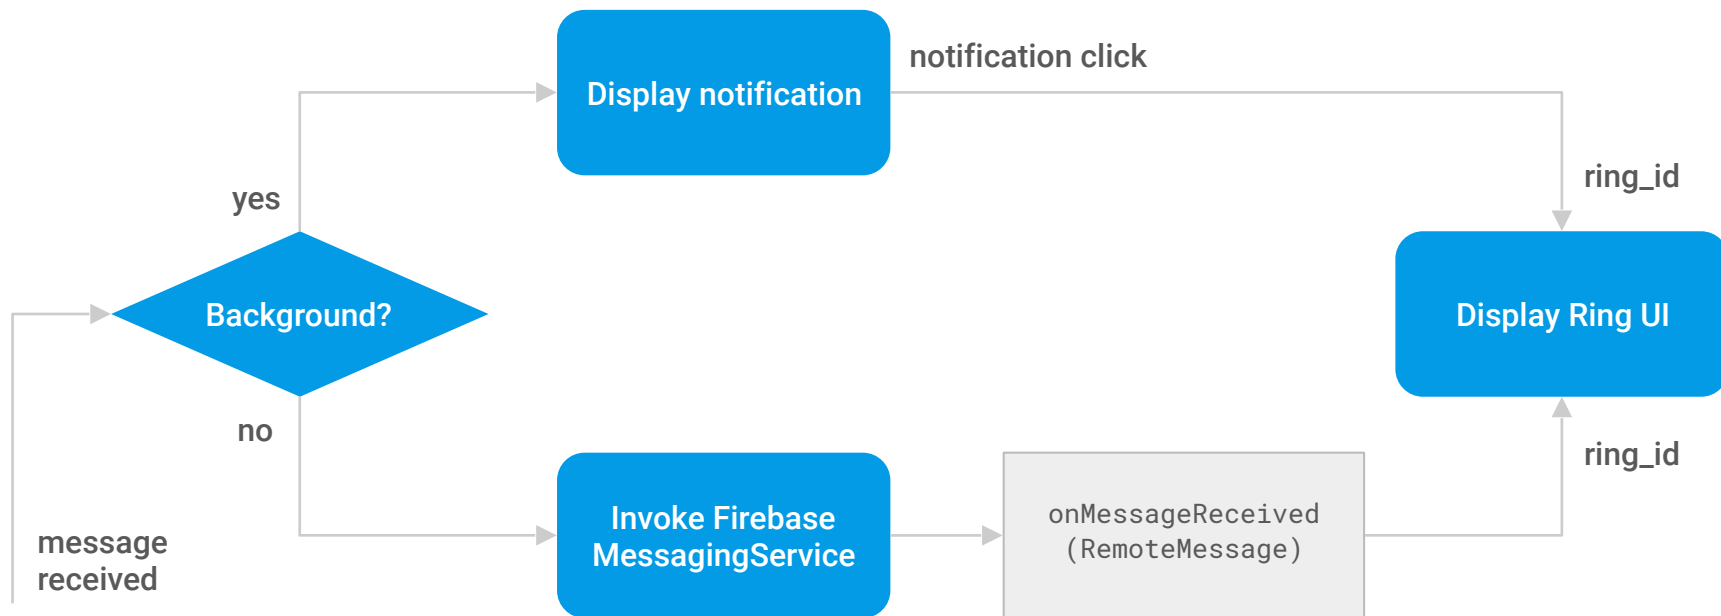 Display notification
notification click
yes
ring_id
Background?
Display Ring UI
no
ring_id
Invoke Firebase
MessagingService
onMessageReceived
(RemoteMessage)
message
received